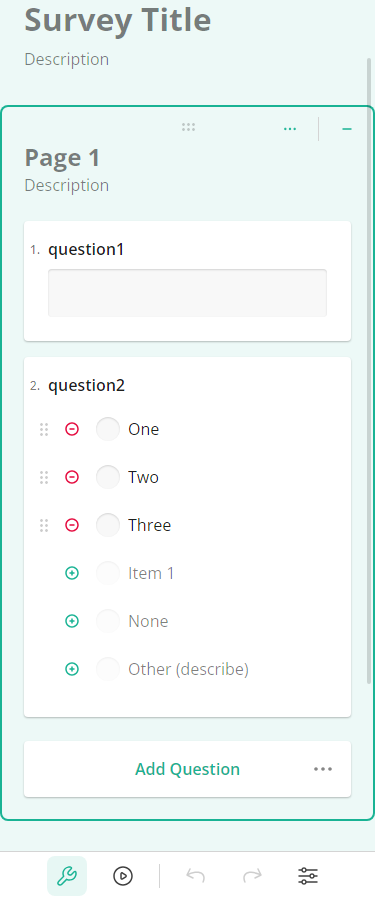 Survey Title
Description
Page 1
Description
1. question1
2. question2
One
Two
Three
Item 1
None
Other (describe)
Add Question